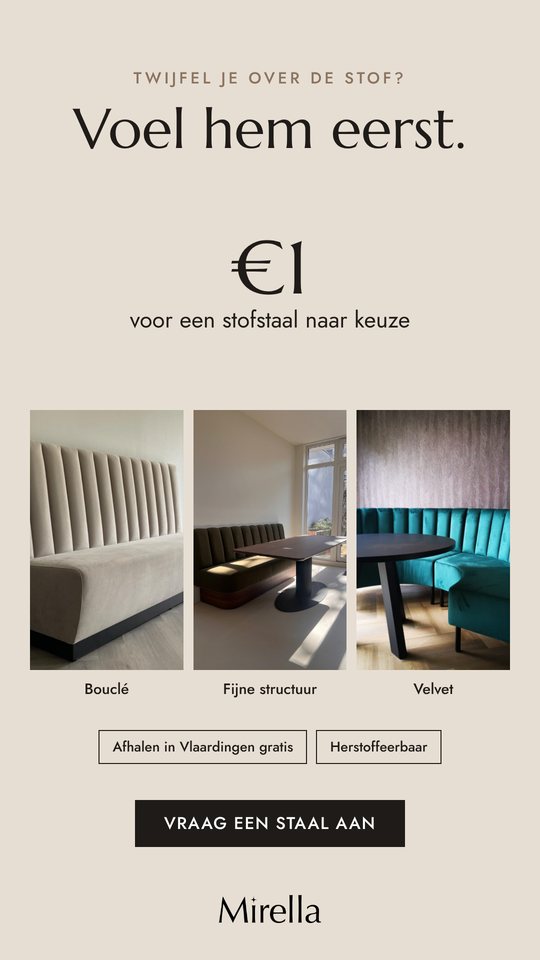 TWIJFEL JE OVER DE STOF?
Voel hem eerst.
€1
voor een stofstaal naar keuze
Bouclé
Fijne structuur
Velvet
Afhalen in Vlaardingen gratis
Herstoffeerbaar
VRAAG EEN STAAL AAN
Mirella